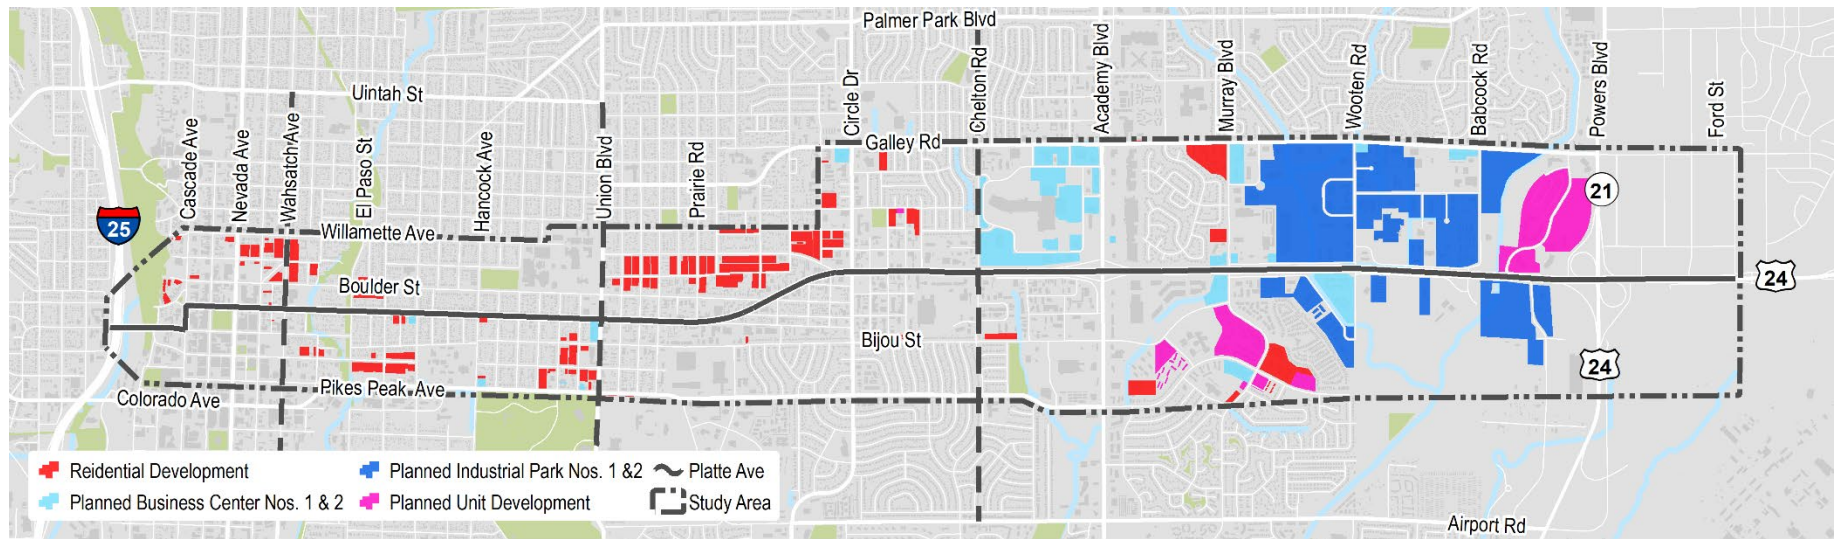 Palmer Park Blvd
Uintah St
Cascade Ave
Nevada Ave
Wahsatch Ave
El Paso St
Hancock Ave
Union Blvd
Prairie Rd
Circle Dr
Chelton Rd
Academy Blvd
Murray Blvd
Wooten Rd
Babcock Rd
Powers Blvd
Ford St
Galley Rd
21
25
Willamette Ave
Boulder St
24
Bijou St
24
Pikes Peak Ave
Colorado Ave
Airport Rd
Reidential Development
Planned Industrial Park Nos. 1 &2
Platte Ave
Planned Business Center Nos. 1 & 2
Planned Unit Development
Study Area